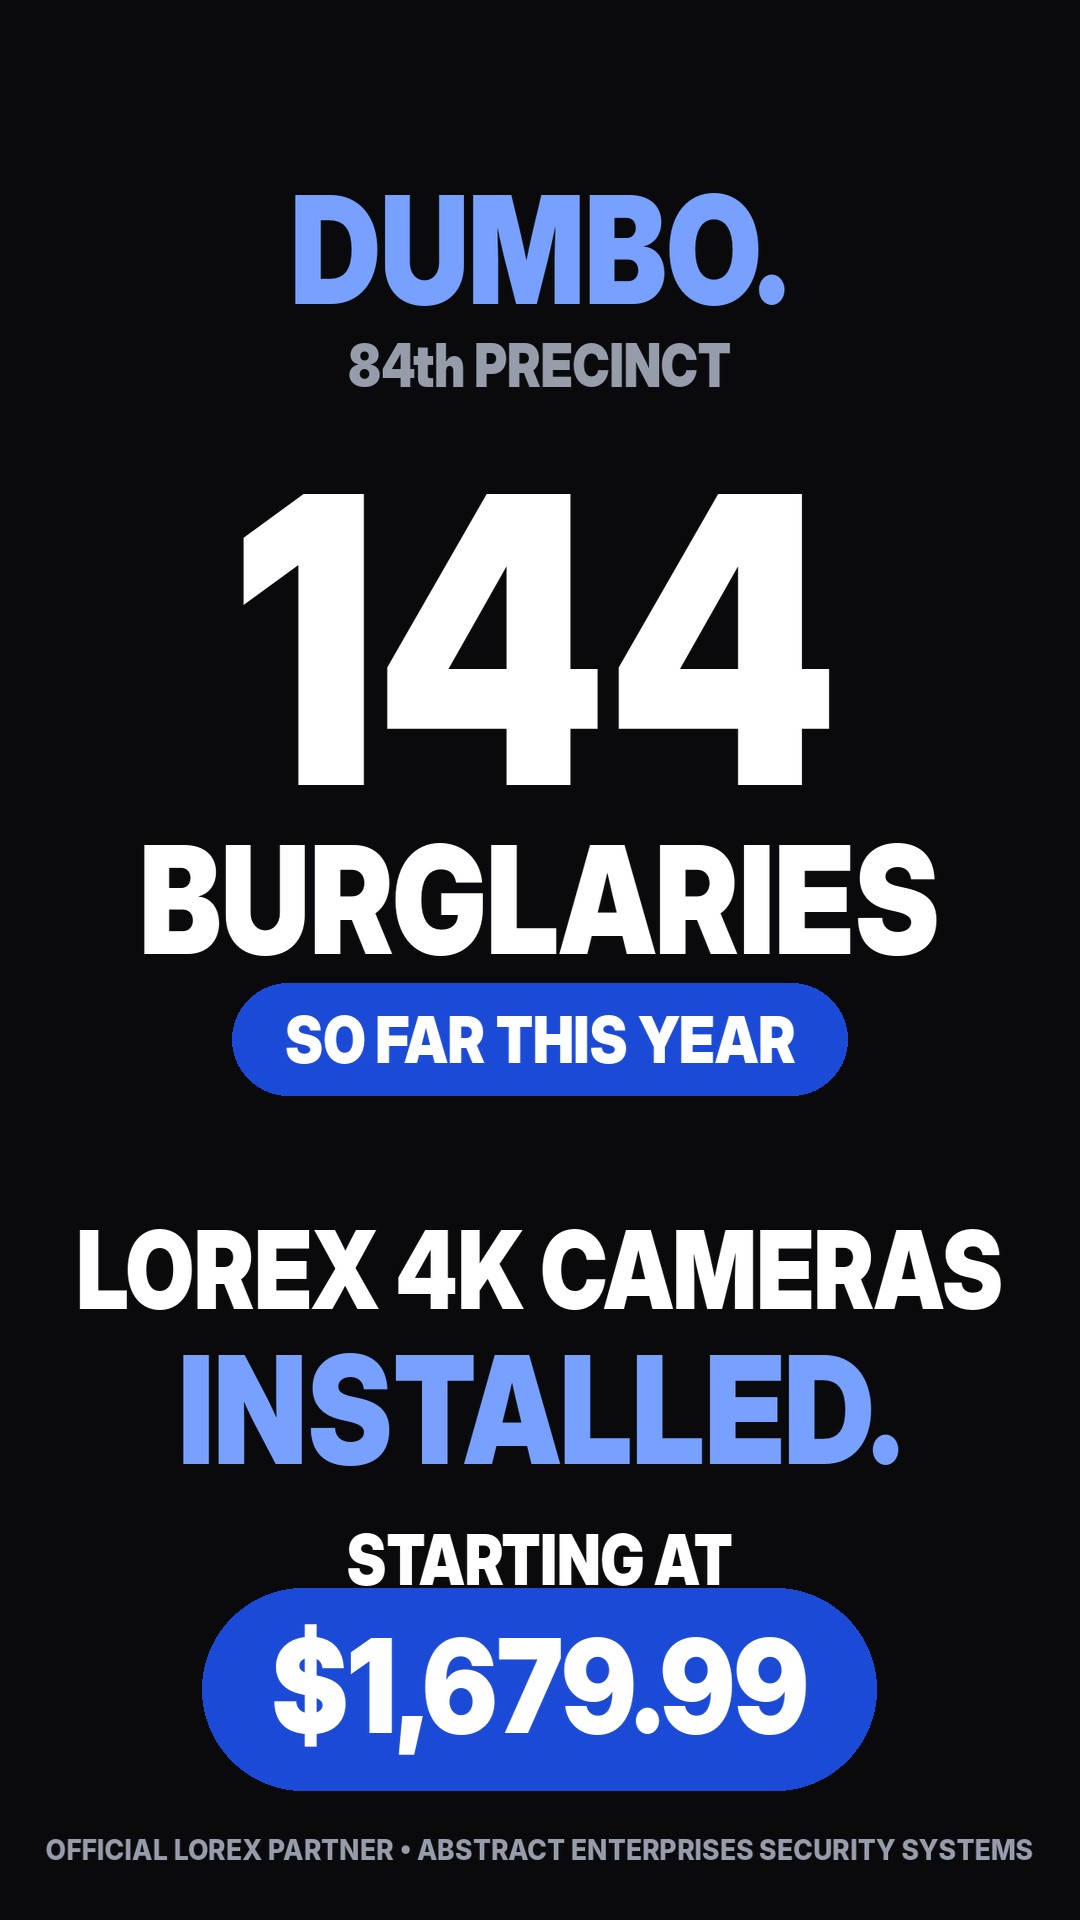 DUMBO.
84th PRECINCT
144
BURGLARIES
SO FAR THIS YEAR
LOREX 4K CAMERAS
INSTALLED.
STARTING AT
$1,679.99
OFFICIAL LOREX PARTNER • ABSTRACT ENTERPRISES SECURITY SYSTEMS